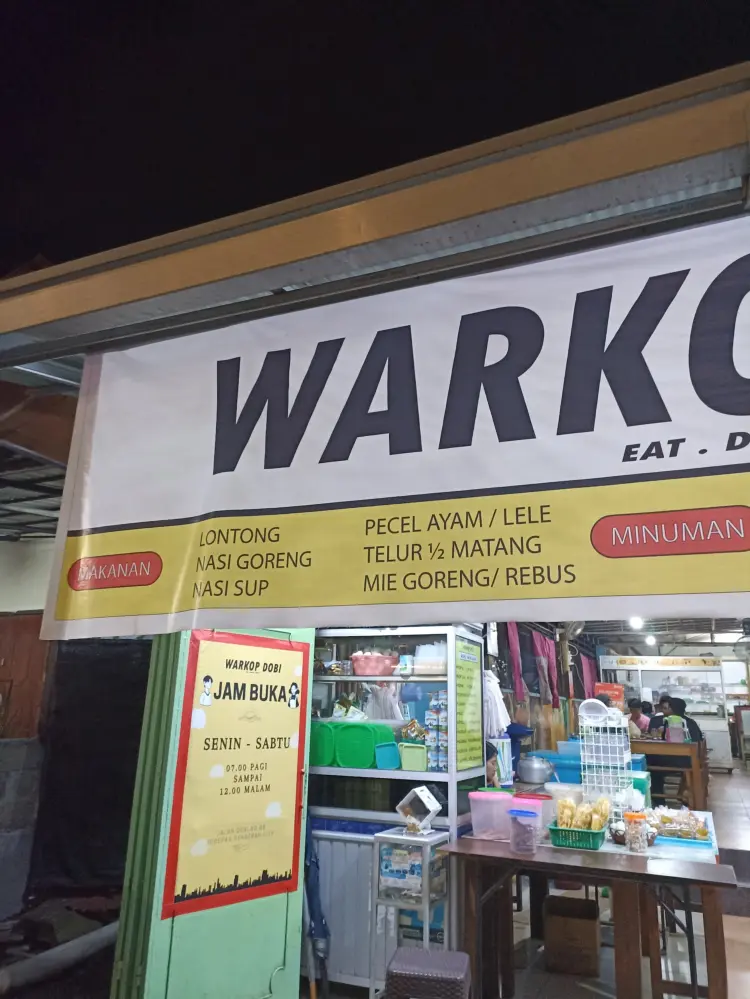 WARKO
EAT . D
MAKANAN
LONTONG
NASI GORENG
NASI SUP
PECEL AYAM / LELE
TELUR ½ MATANG
MIE GORENG/ REBUS
MINUMAN
WARKOP DOBI
JAM BUKA
SENIN - SABTU
07.00 PAGI
SAMPAI
12.00 MALAM